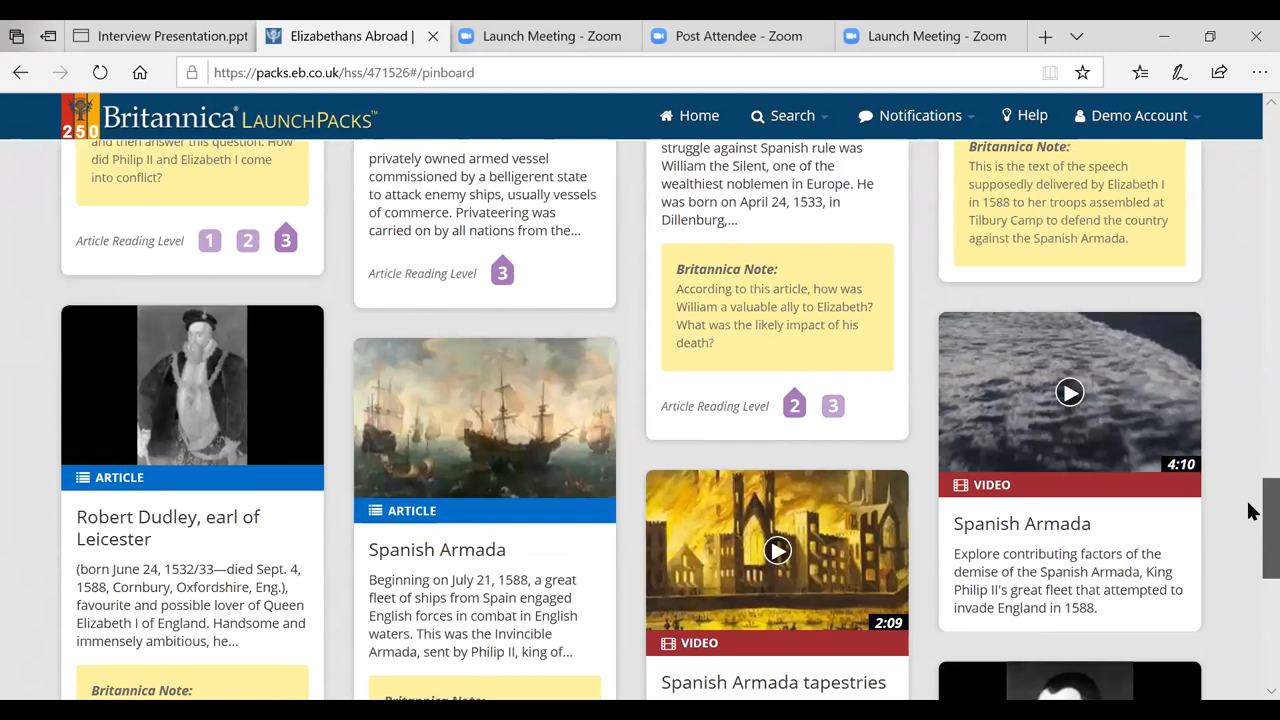 Interview Presentation.ppt
Elizabethans Abroad |
Launch Meeting - Zoom
Post Attendee - Zoom
Launch Meeting - Zoom
https://packs.eb.co.uk/hss/471526#/pinboard
250
Britannica® LAUNCHPACKS™
Home
Search
Notifications
Help
Demo Account
and then answer this question: How
did Philip II and Elizabeth I come
into conflict?
Article Reading Level 1 2 3
ARTICLE
Robert Dudley, earl of
Leicester
(born June 24, 1532/33—died Sept. 4,
1588, Cornbury, Oxfordshire, Eng.),
favourite and possible lover of Queen
Elizabeth I of England. Handsome and
immensely ambitious, he...
Britannica Note:
privately owned armed vessel
commissioned by a belligerent state
to attack enemy ships, usually vessels
of commerce. Privateering was
carried on by all nations from the...
Article Reading Level 3
ARTICLE
Spanish Armada
Beginning on July 21, 1588, a great
fleet of ships from Spain engaged
English forces in combat in English
waters. This was the Invincible
Armada, sent by Philip II, king of...
Britannica Note:
struggle against Spanish rule was
William the Silent, one of the
wealthiest noblemen in Europe. He
was born on April 24, 1533, in
Dillenburg,...
Britannica Note:
According to this article, how was
William a valuable ally to Elizabeth?
What was the likely impact of his
death?
Article Reading Level 2 3
2:09
VIDEO
Spanish Armada tapestries
Britannica Note:
This is the text of the speech
supposedly delivered by Elizabeth I
in 1588 to her troops assembled at
Tilbury Camp to defend the country
against the Spanish Armada.
4:10
VIDEO
Spanish Armada
Explore contributing factors of the
demise of the Spanish Armada, King
Philip II's great fleet that attempted to
invade England in 1588.